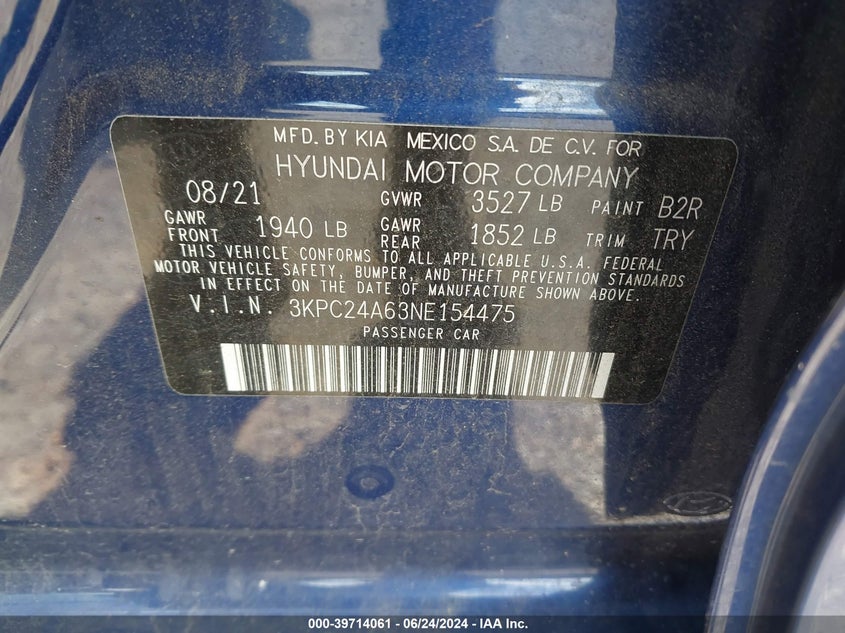 MFD. BY KIA MEXICO S.A. DE C.V. FOR
HYUNDAI MOTOR COMPANY
08/21 GVWR 3527 LB PAINT B2R
GAWR FRONT 1940 LB GAWR REAR 1852 LB TRIM TRY
THIS VEHICLE CONFORMS TO ALL APPLICABLE U.S.A. FEDERAL
MOTOR VEHICLE SAFETY, BUMPER, AND THEFT PREVENTION STANDARDS
IN EFFECT ON THE DATE OF MANUFACTURE SHOWN ABOVE.
V.I.N. 3KPC24A63NE154475
PASSENGER CAR
000-39714061 - 06/24/2024 - IAA Inc.